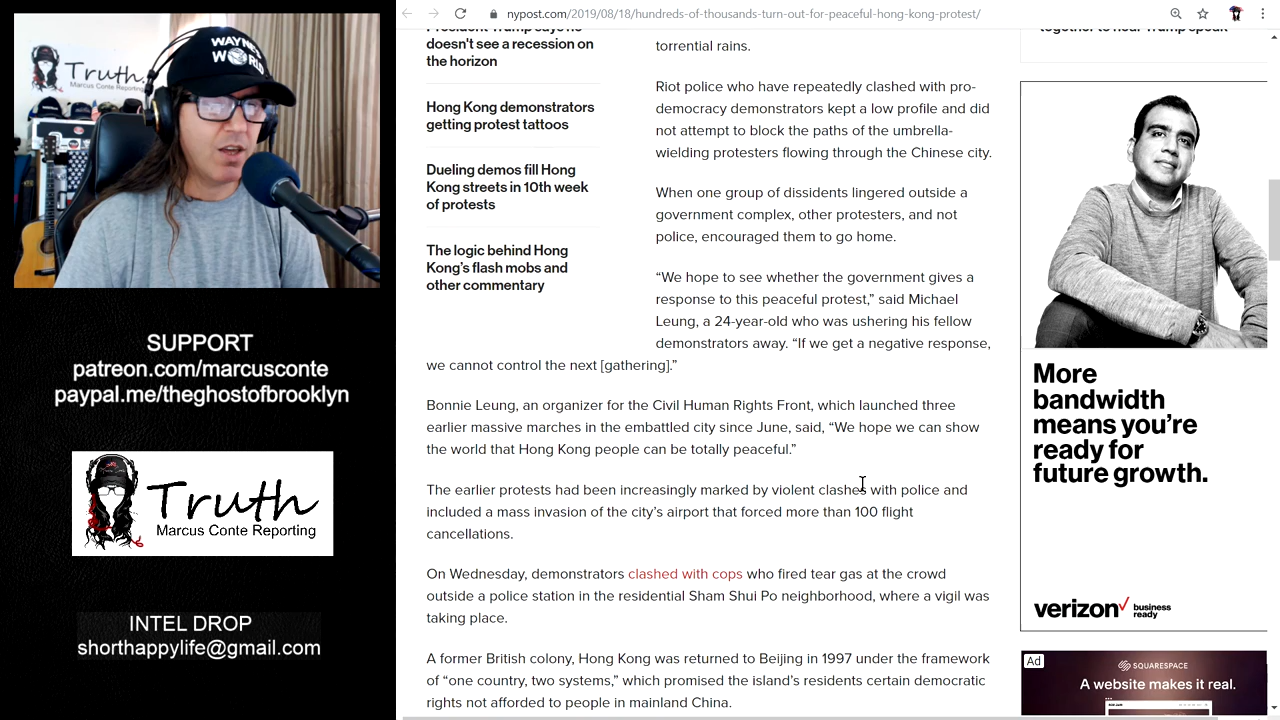 WAYNE'S
WORLD
Truth.
Marcus Conte Reporting
SUPPORT
patreon.com/marcusconte
paypal.me/theghostofbrooklyn
Truth
Marcus Conte Reporting
INTEL DROP
shorthappylife@gmail.com
nypost.com/2019/08/18/hundreds-of-thousands-turn-out-for-peaceful-hong-kong-protest/
doesn't see a recession on
the horizon
Hong Kong demonstrators
getting protest tattoos
Dueling demos fill Hong
Kong streets in 10th week
of protests
The logic behind Hong
Kong's flash mobs and
other commentary
torrential rains.
Riot police who have repeatedly clashed with pro-
democracy demonstrators kept a low profile and did
not attempt to block the paths of the umbrella-
wielding protesters flowing through the Chinese city.
When one group of dissidents lingered outside a
government complex, other protesters, and not
police, encouraged them to go home.
“We hope to see whether the government gives a
response to this peaceful protest,” said Michael
Leung, a 24-year-old who was ushering his fellow
demonstrators away. “If we get a negative response,
we cannot control the next [gathering].”
Bonnie Leung, an organizer for the Civil Human Rights Front, which launched three
earlier massive marches in the embattled city since June, said, “We hope we can show
the world that Hong Kong people can be totally peaceful.”
The earlier protests had been increasingly marked by violent clashes with police and
included a mass invasion of the city’s airport that forced more than 100 flight
cancellations.
On Wednesday, demonstrators clashed with cops who fired tear gas at the crowd
outside a police station in the residential Sham Shui Po neighborhood, where a vigil was
taking place.
A former British colony, Hong Kong was returned to Beijing in 1997 under the framework
of “one country, two systems,” which promised the island’s residents certain democratic
rights not afforded to people in mainland China.
More
bandwidth
means you’re
ready for
future growth.
verizon business
ready
Ad
SQUARESPACE
A website makes it real.